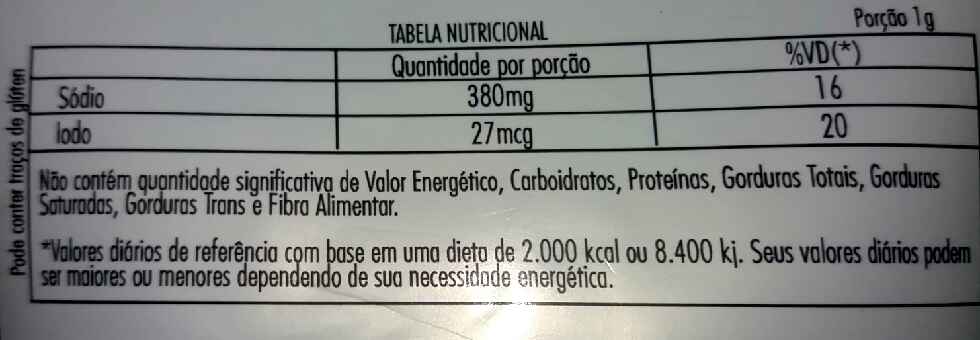 Porção 1g
TABELA NUTRICIONAL
Quantidade por porção %VD(*)
Sódio 380mg 16
Iodo 27mcg 20
Não contém quantidade significativa de Valor Energético, Carboidratos, Proteínas, Gorduras Totais, Gorduras
Saturadas, Gorduras Trans e Fibra Alimentar.
*Valores diários de referência com base em uma dieta de 2.000 kcal ou 8.400 kj. Seus valores diários podem
ser maiores ou menores dependendo de sua necessidade energética.
Pode conter traços de glúten